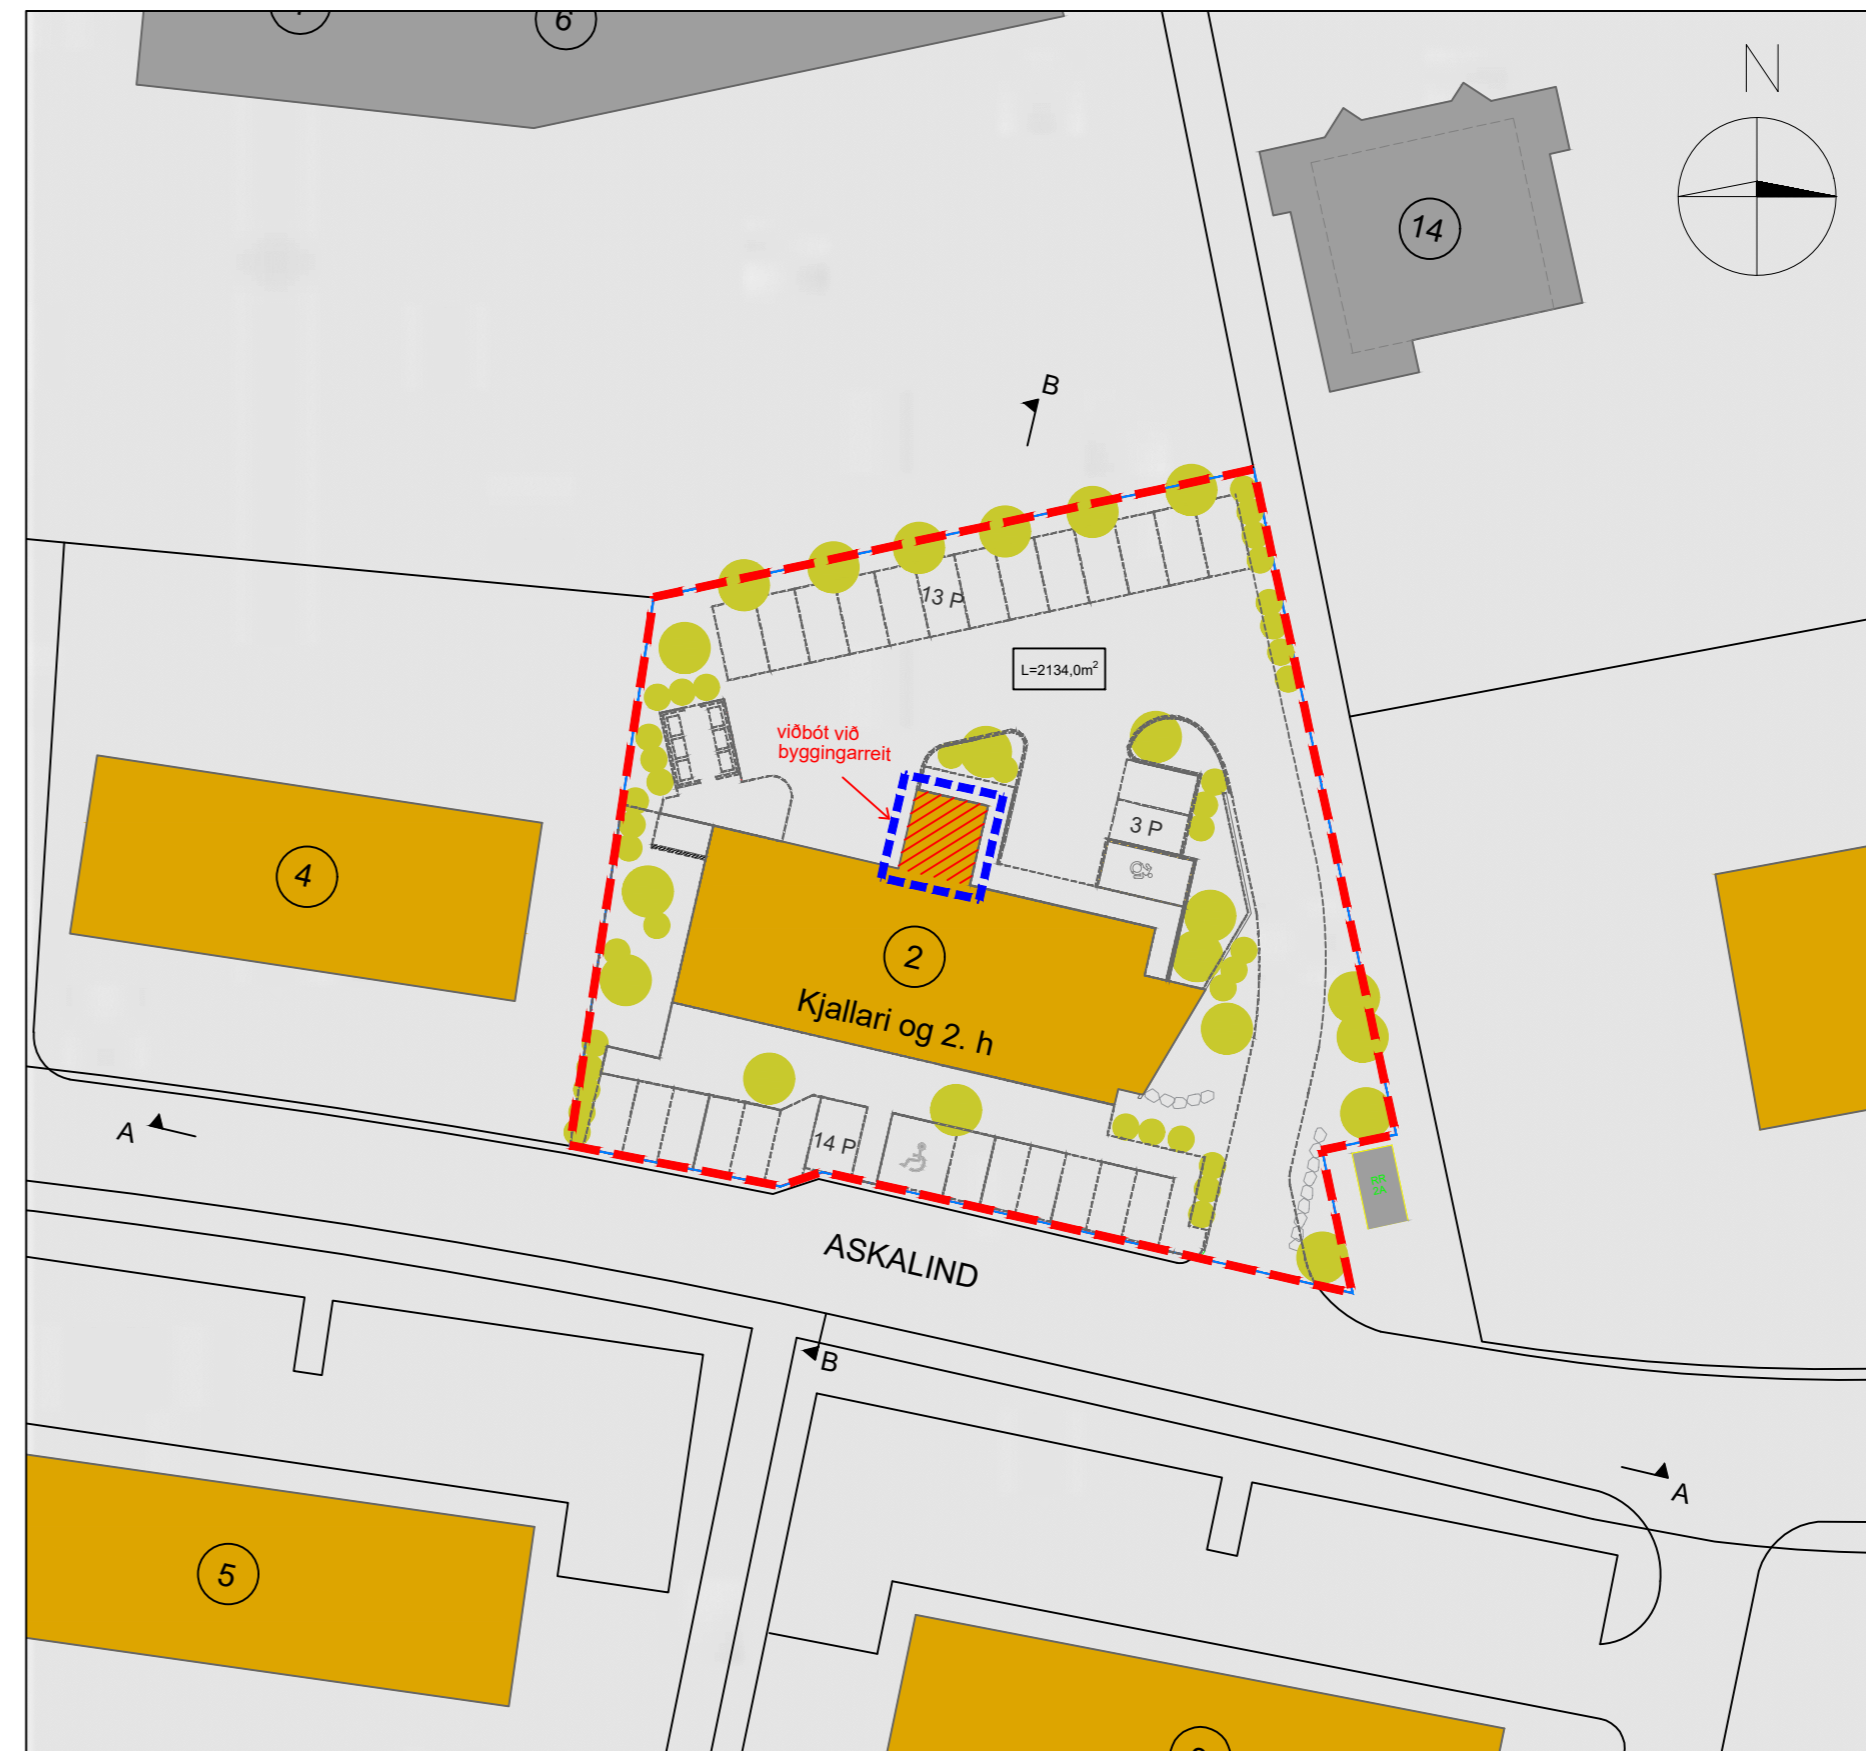 6
N
14
B
13 P
L=2134,0m²
viðbót við
byggingarreit
3 P
4
2
Kjallari og 2. h
A
14 P
ASKALIND
B
A
5